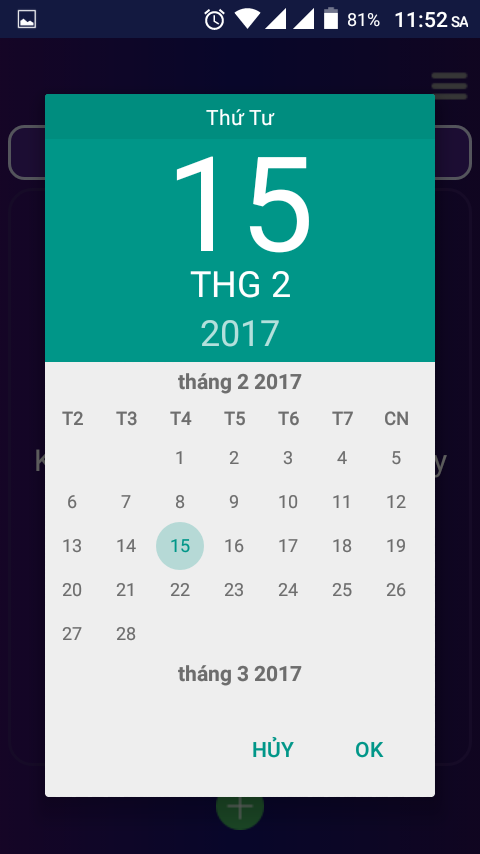 81% 11:52 SA
Thứ Tư
15
THG 2
2017
tháng 2 2017
T2 T3 T4 T5 T6 T7 CN
1 2 3 4 5
6 7 8 9 10 11 12
13 14 15 16 17 18 19
20 21 22 23 24 25 26
27 28
tháng 3 2017
HỦY OK